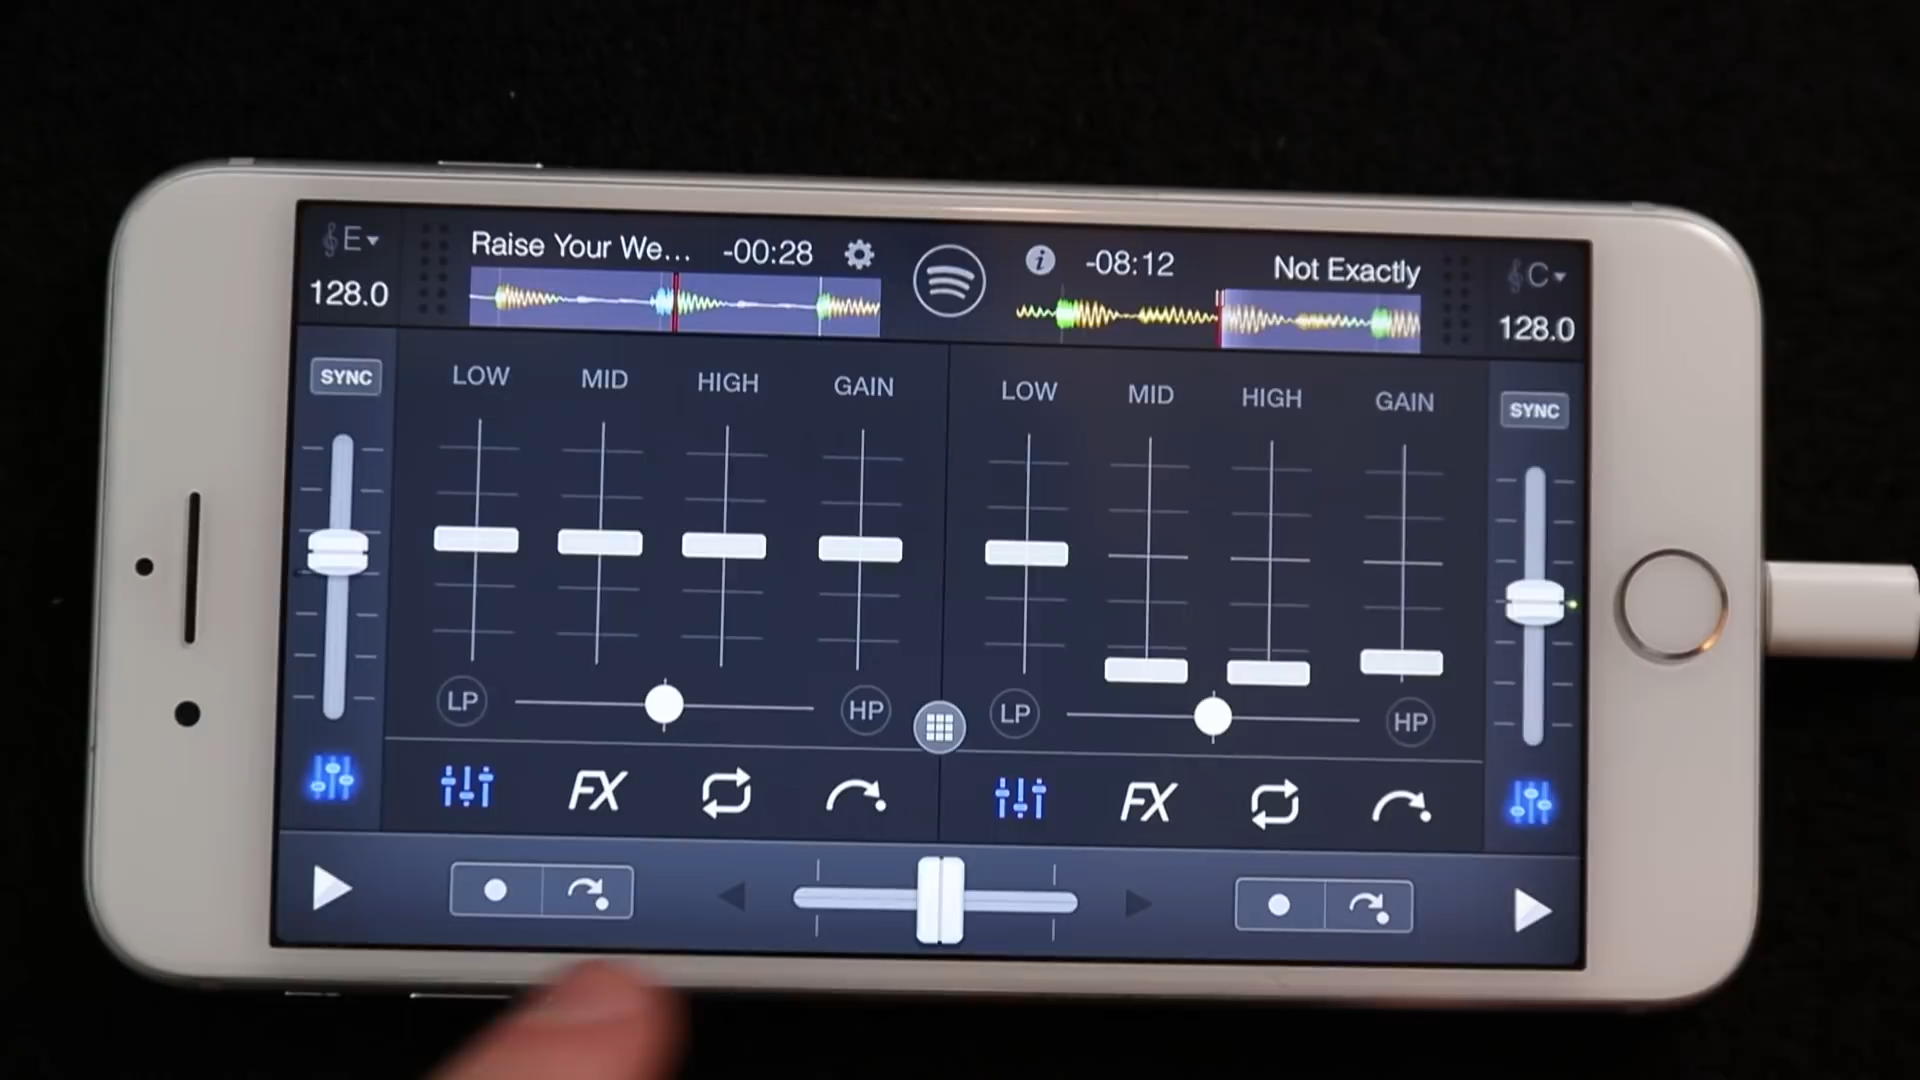 E Raise Your We... -00:28 i -08:12 Not Exactly C
128.0 128.0
SYNC LOW MID HIGH GAIN LOW MID HIGH GAIN SYNC
LP HP LP HP
FX FX